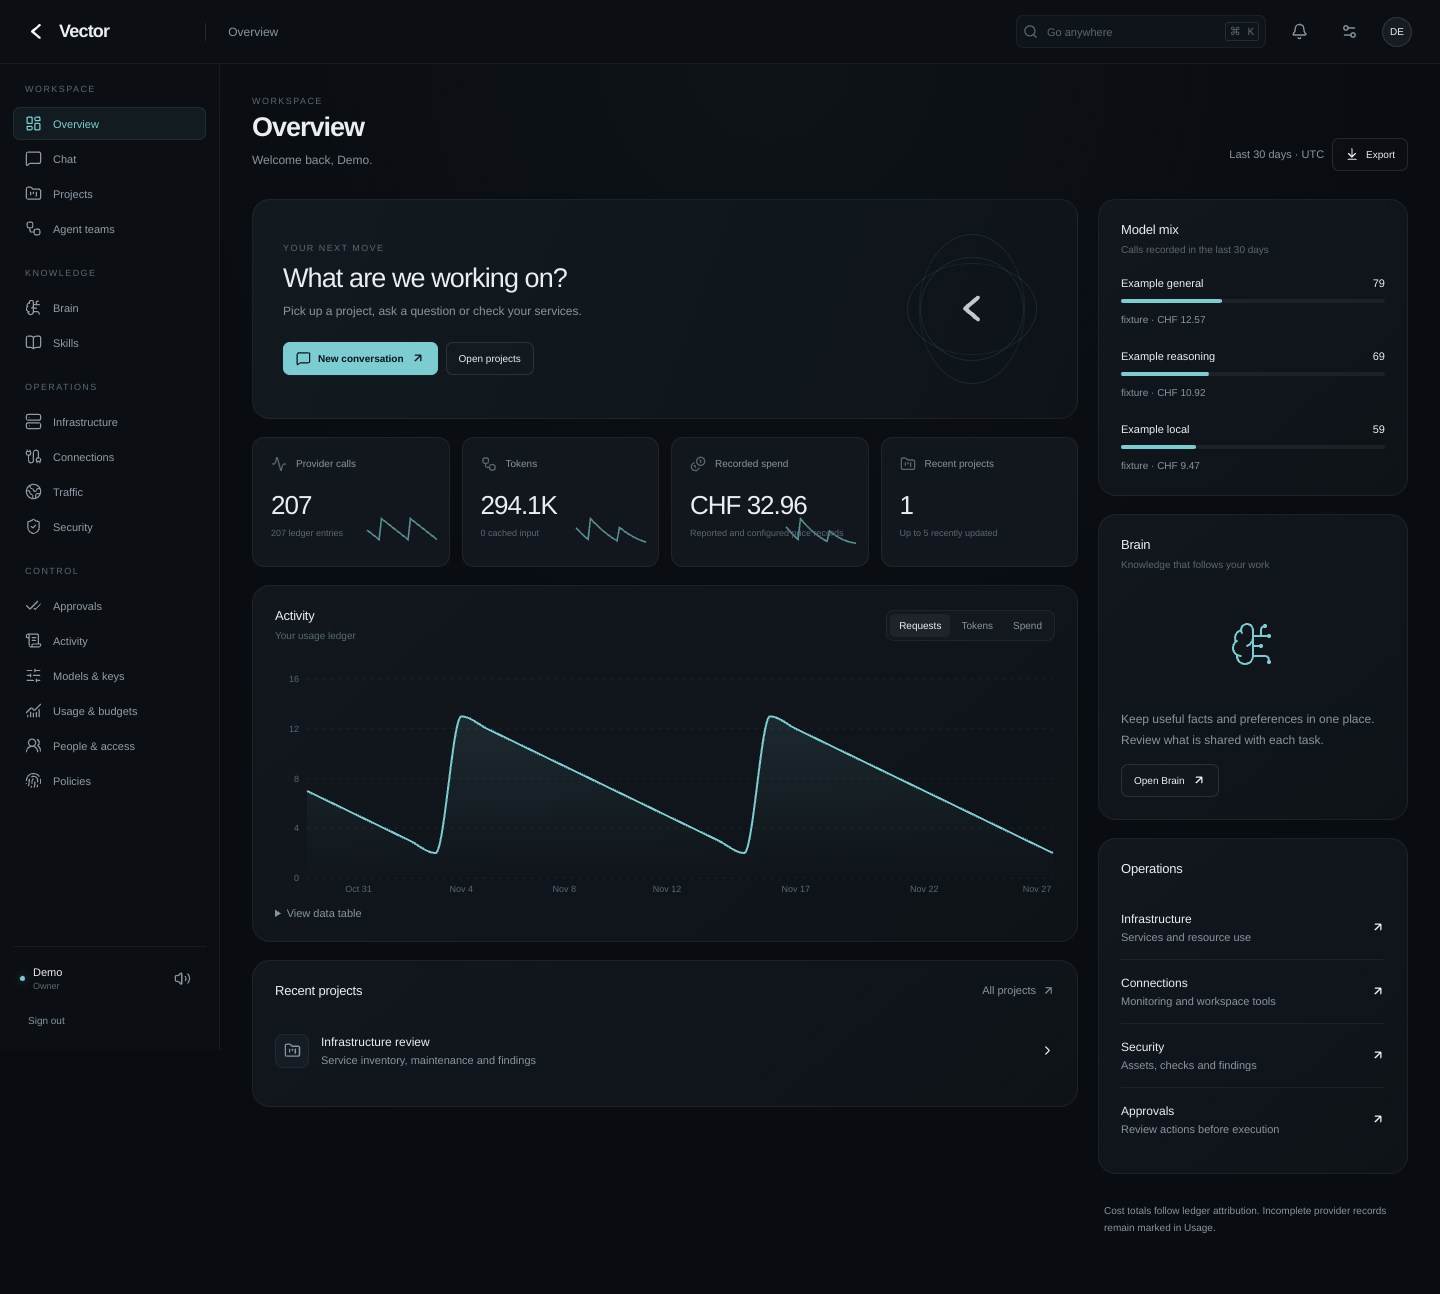 Vector
Overview
Go anywhere
⌘ K
DE
WORKSPACE
Overview
Chat
Projects
Agent teams
KNOWLEDGE
Brain
Skills
OPERATIONS
Infrastructure
Connections
Traffic
Security
CONTROL
Approvals
Activity
Models & keys
Usage & budgets
People & access
Policies
Demo
Owner
Sign out
WORKSPACE
Overview
Welcome back, Demo.
Last 30 days · UTC
Export
YOUR NEXT MOVE
What are we working on?
Pick up a project, ask a question or check your services.
New conversation
Open projects
Provider calls
207
207 ledger entries
Tokens
294.1K
0 cached input
Recorded spend
CHF 32.96
Reported and configured price records
Recent projects
1
Up to 5 recently updated
Activity
Your usage ledger
Requests
Tokens
Spend
16
12
8
4
0
Oct 31
Nov 4
Nov 8
Nov 12
Nov 17
Nov 22
Nov 27
View data table
Recent projects
All projects
Infrastructure review
Service inventory, maintenance and findings
Model mix
Calls recorded in the last 30 days
Example general 79
fixture · CHF 12.57
Example reasoning 69
fixture · CHF 10.92
Example local 59
fixture · CHF 9.47
Brain
Knowledge that follows your work
Keep useful facts and preferences in one place.
Review what is shared with each task.
Open Brain
Operations
Infrastructure
Services and resource use
Connections
Monitoring and workspace tools
Security
Assets, checks and findings
Approvals
Review actions before execution
Cost totals follow ledger attribution. Incomplete provider records
remain marked in Usage.